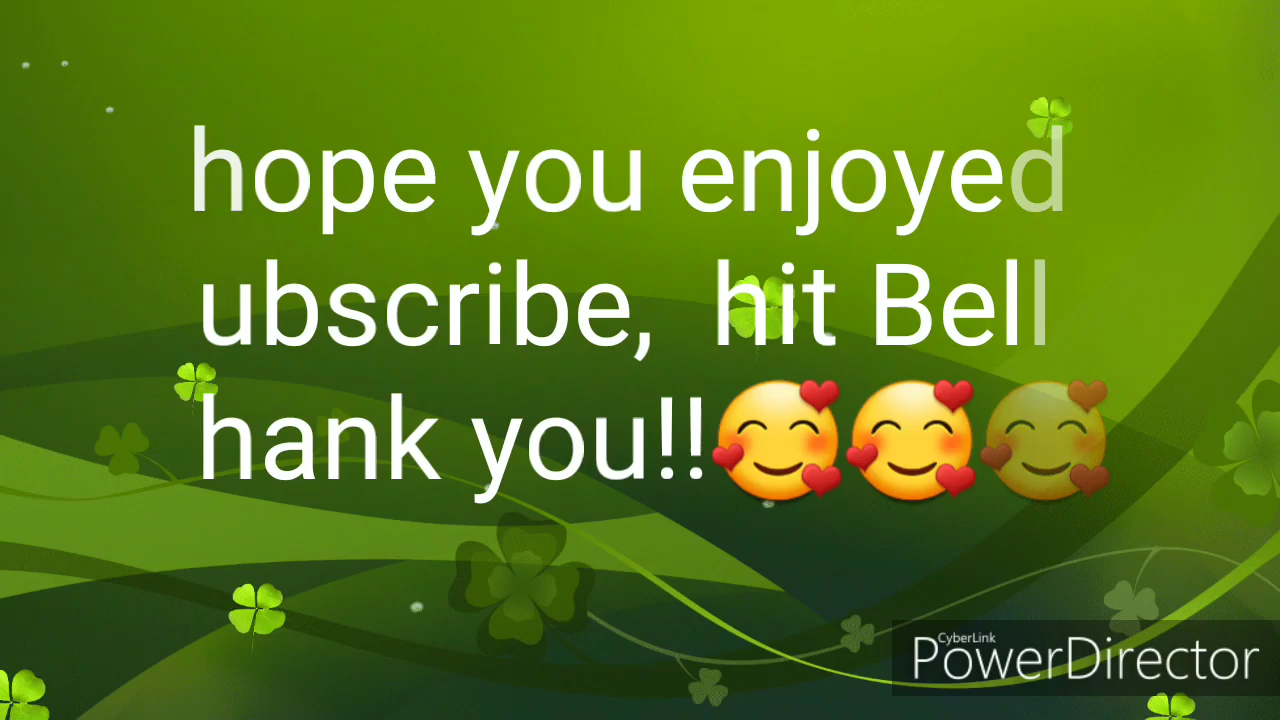 hope you enjoyed
ubscribe, hit Bell
hank you!!🥰🥰🥰
CyberLink
PowerDirector